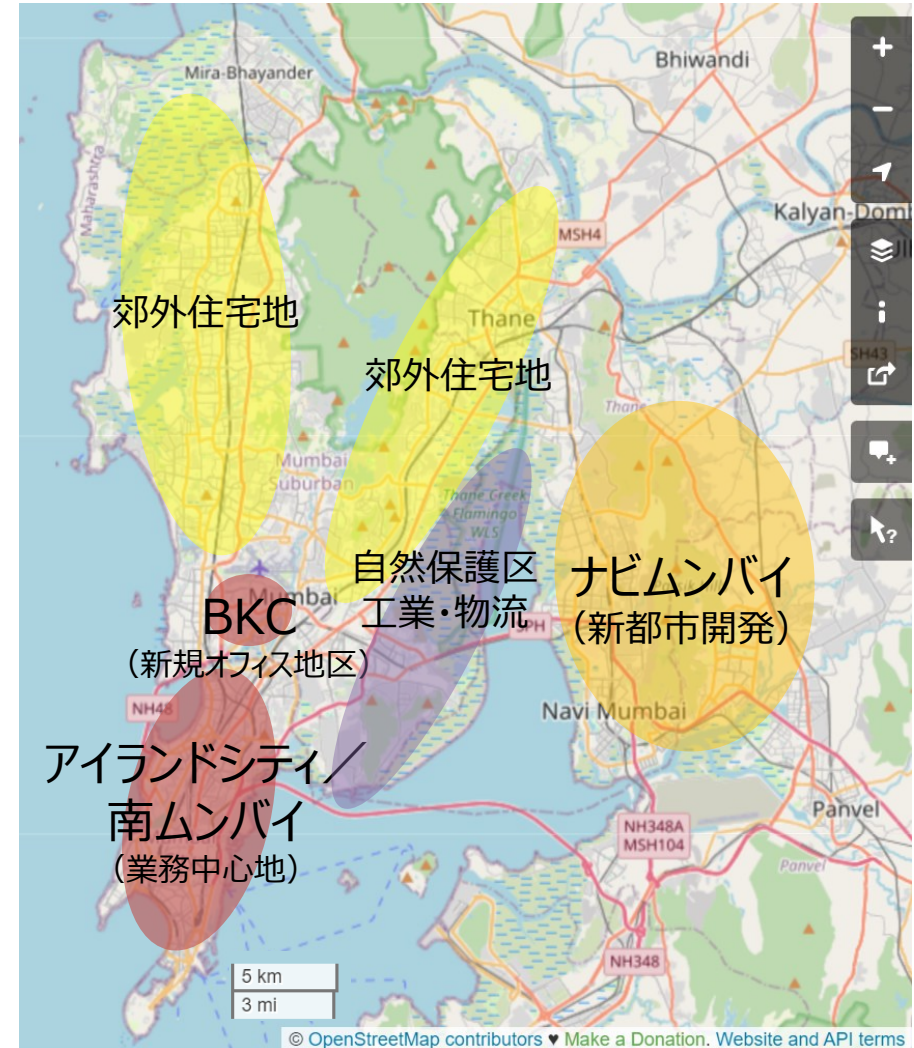 Mira-Bhayander
Bhiwandi
Maharashtra
Kalyan-Domb
MSH4
郊外住宅地
Thane
SH43
郊外住宅地
Thane
Mumbai
Suburban
Thane Creek
Flamingo
WLS
自然保護区
工業・物流
ナビムンバイ
（新都市開発）
Mumbai
BKC
（新規オフィス地区）
NH48
Navi Mumbai
アイランドシティ／
南ムンバイ
（業務中心地）
NH348A
MSH104
Panvel
Panvel
NH348
5 km
3 mi
© OpenStreetMap contributors ♥ Make a Donation. Website and API terms